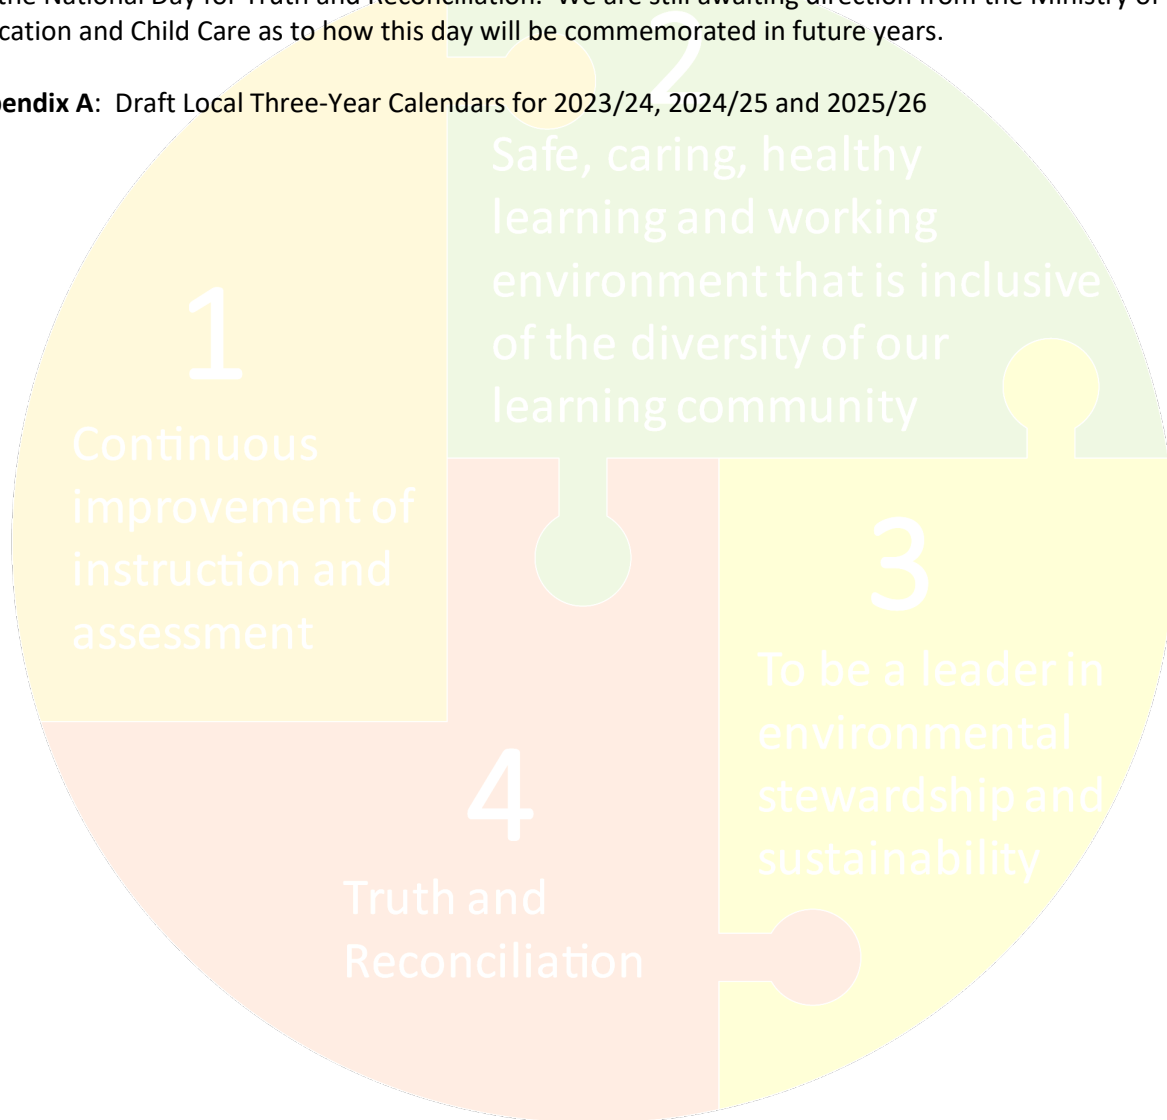 the National Day for Truth and Reconciliation. We are still awaiting direction from the Ministry of
cation and Child Care as to how this day will be commemorated in future years.
endix A: Draft Local Three-Year Calendars for 2023/24, 2024/25 and 2025/26
2
Safe, caring, healthy
learning and working
environment that is inclusive
of the diversity of our
learning community
1
Continuous
improvement of
instruction and
assessment
3
To be a leader in
environmental
stewardship and
sustainability
4
Truth and
Reconciliation